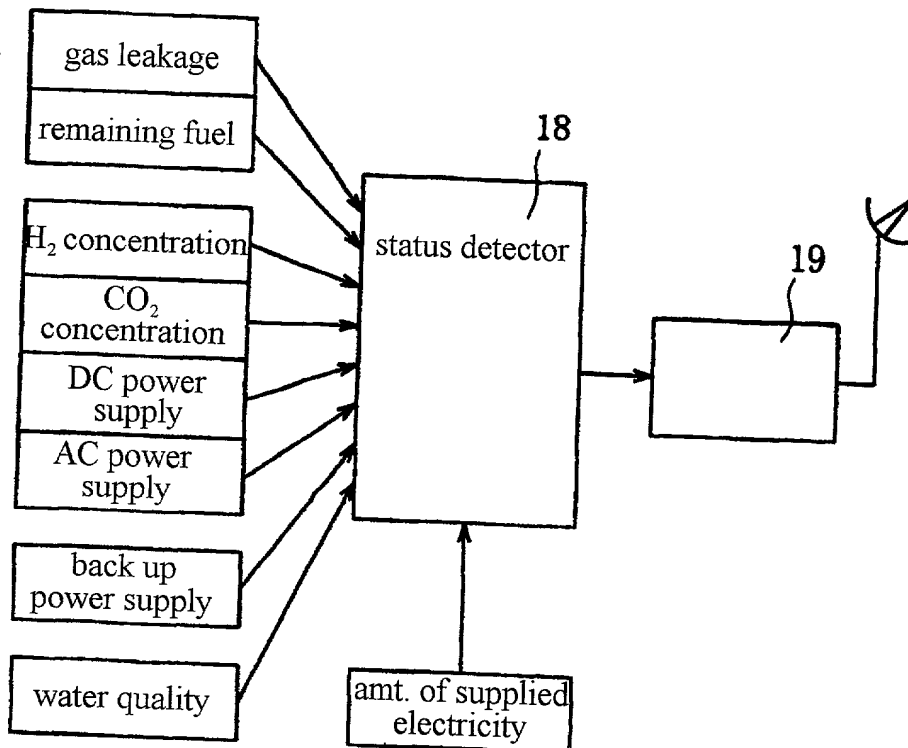 gas leakage
remaining fuel
H₂ concentration
CO₂
concentration
DC power
supply
AC power
supply
back up
power supply
water quality
18
status detector
19
amt. of supplied
electricity